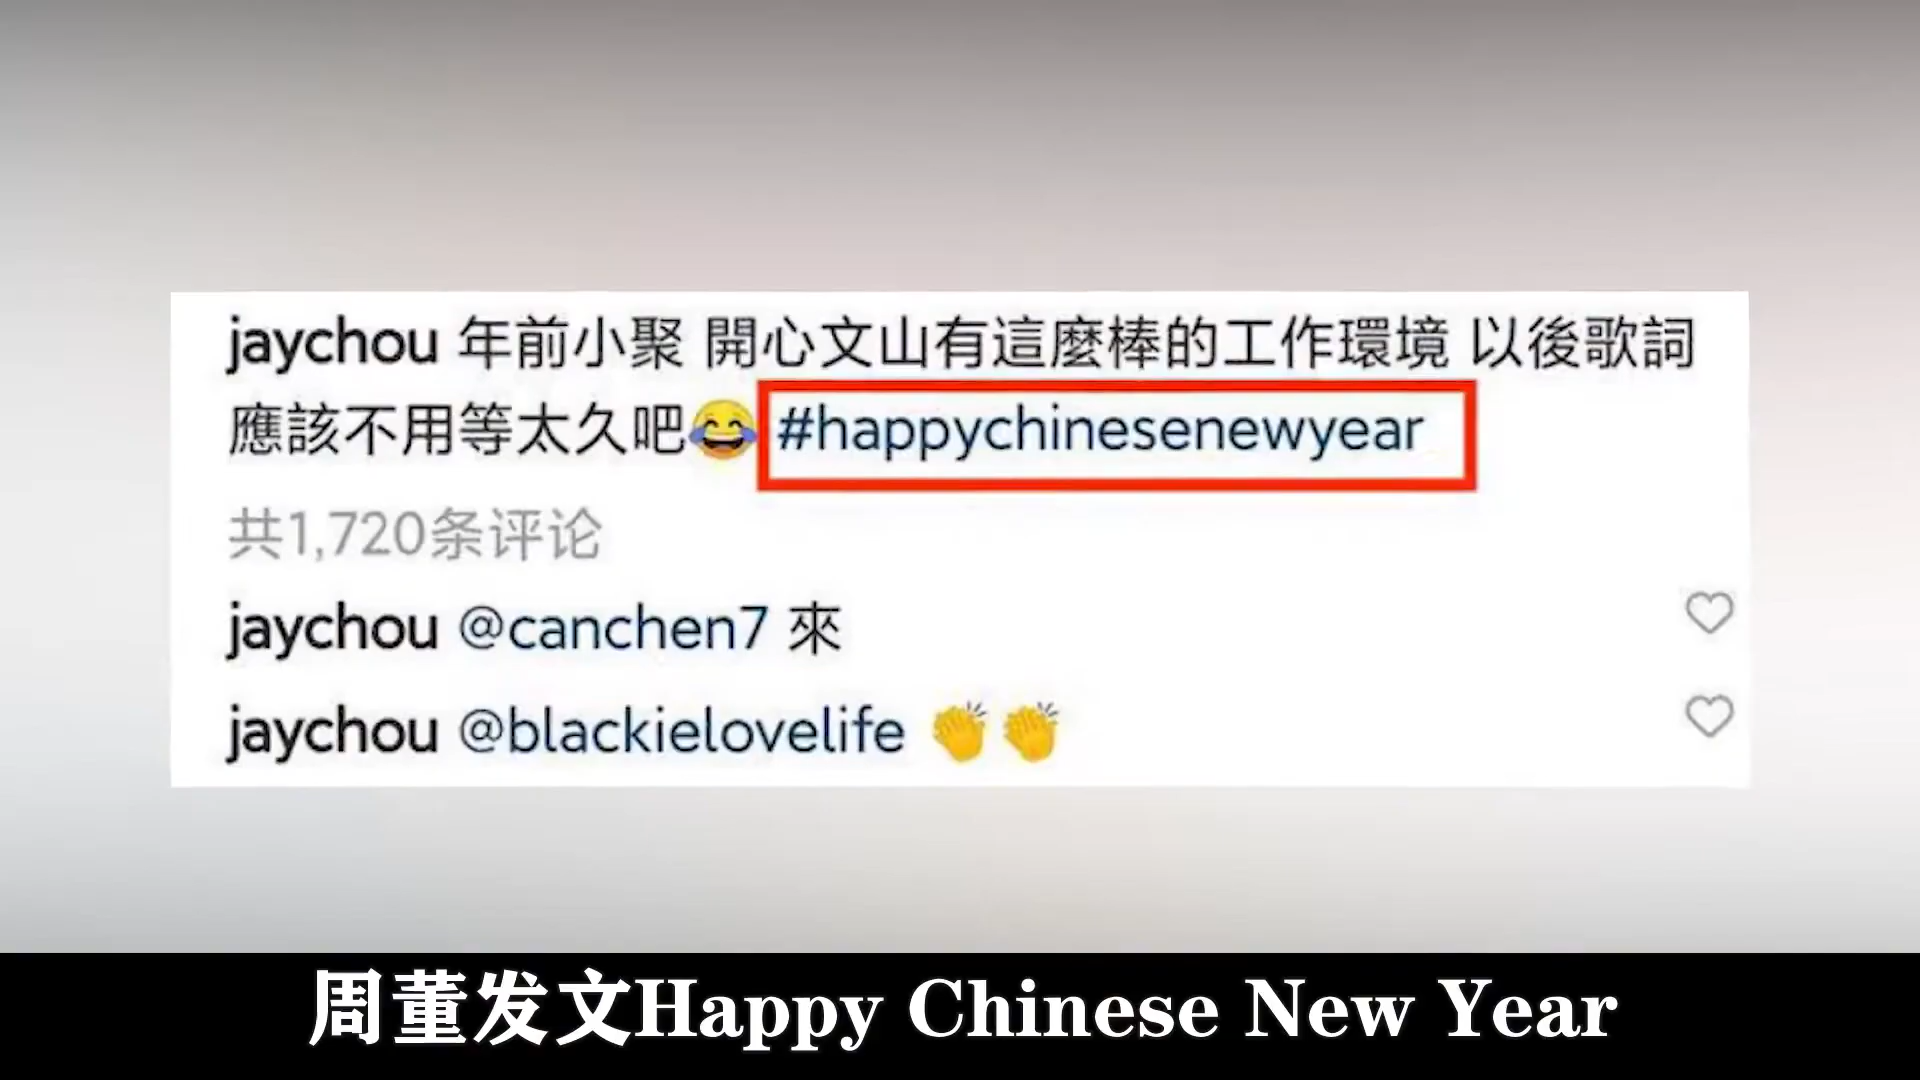 jaychou 年前小聚 開心文山有這麼棒的工作環境 以後歌詞
應該不用等太久吧😂 #happychinesenewyear
共1,720条评论
jaychou @canchen7 來
jaychou @blackielovelife 👏 👏
周董发文Happy Chinese New Year